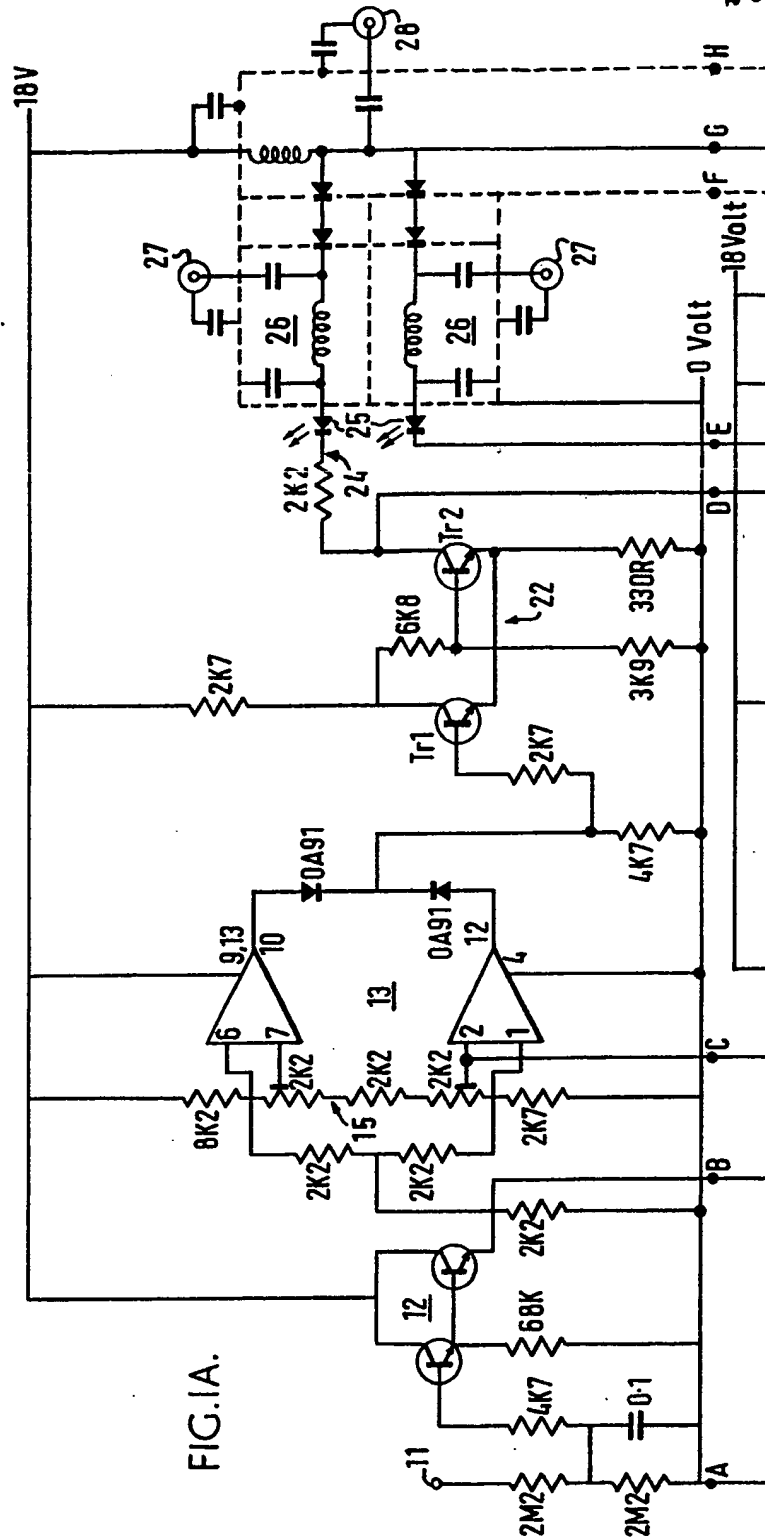 FIG.1A.
18V
11
2M2
2M2
4K7
0·1
68K
12
2K2
2K2
2K2
8K2
2K2
15
2K2
2K2
2K7
6
7
2
1
9,13
10
12
4
13
0A91
0A91
4K7
2K7
Tr1
2K7
6K8
3K9
Tr2
22
330R
2K2
24
25
26
26
27
27
28
0 Volt
18Volt
A
B
C
D
E
F
G
H